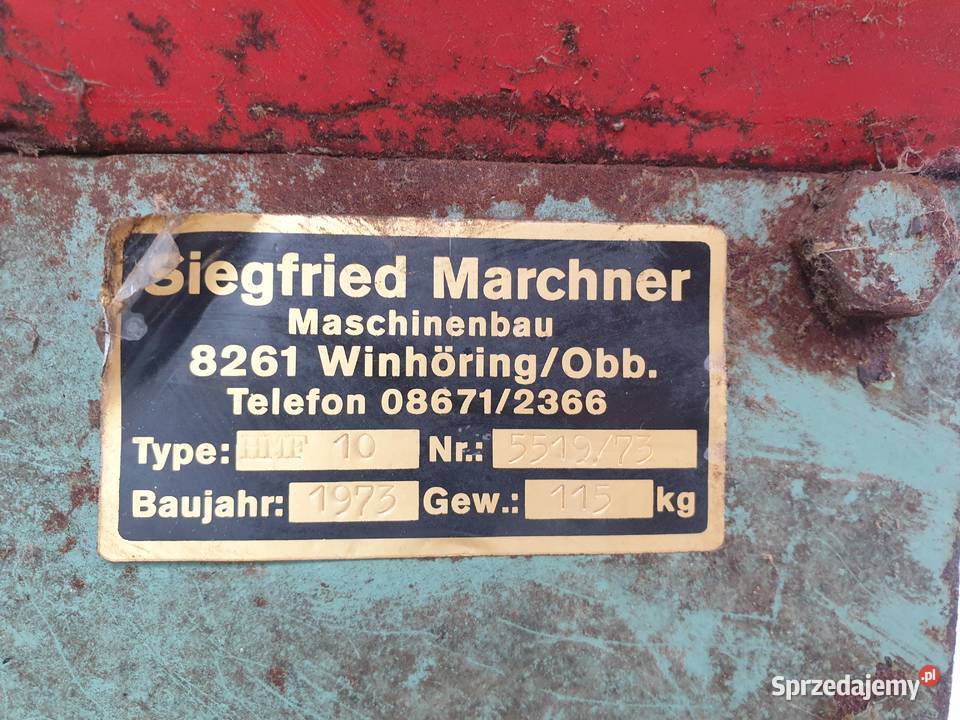 Siegfried Marchner
Maschinenbau
8261 Winhöring/Obb.
Telefon 08671/2366
Type: HMF 10 Nr.: 5519/73
Baujahr: 1973 Gew.: 115 kg
Sprzedajemy.pl